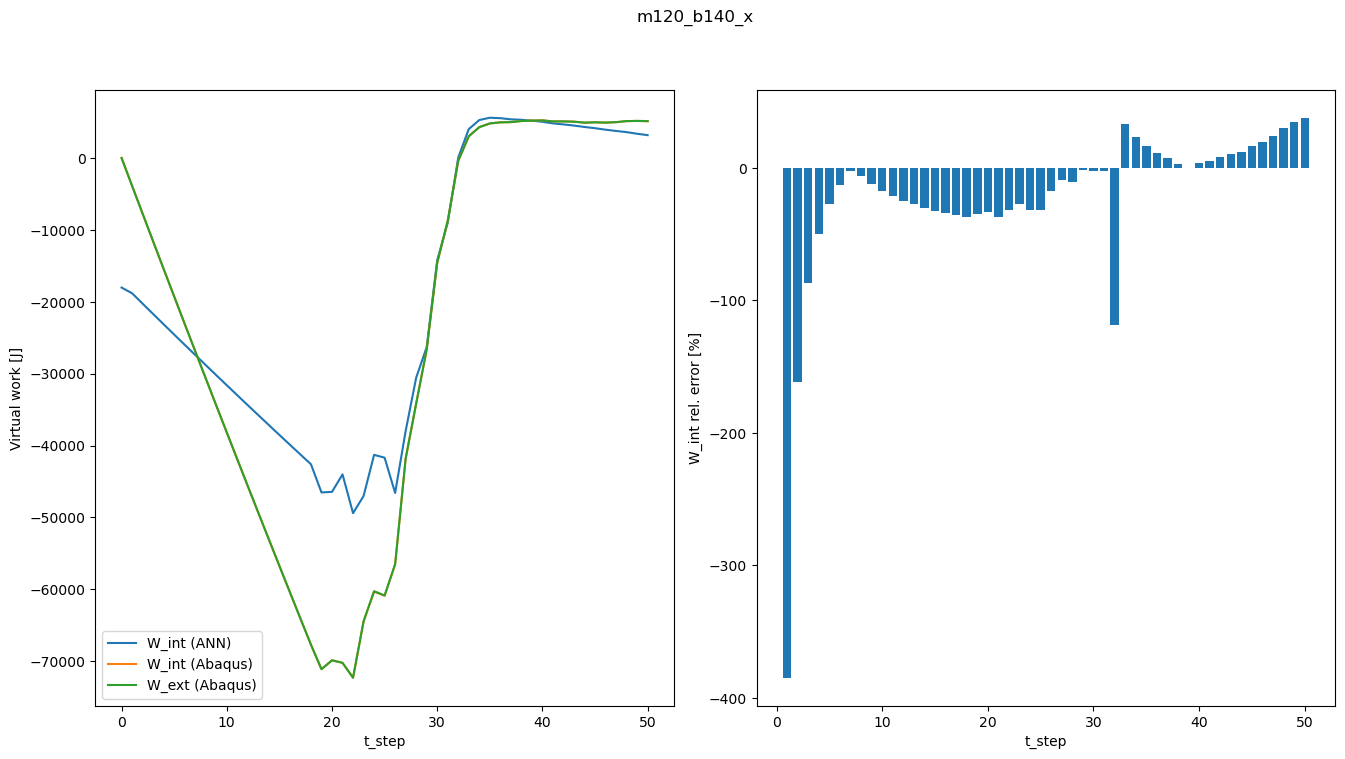 m120_b140_x
Virtual work [J]
0
−10000
−20000
−30000
−40000
−50000
−60000
−70000
W_int (ANN)
W_int (Abaqus)
W_ext (Abaqus)
0 10 20 30 40 50
t_step
W_int rel. error [%]
0
−100
−200
−300
−400
0 10 20 30 40 50
t_step